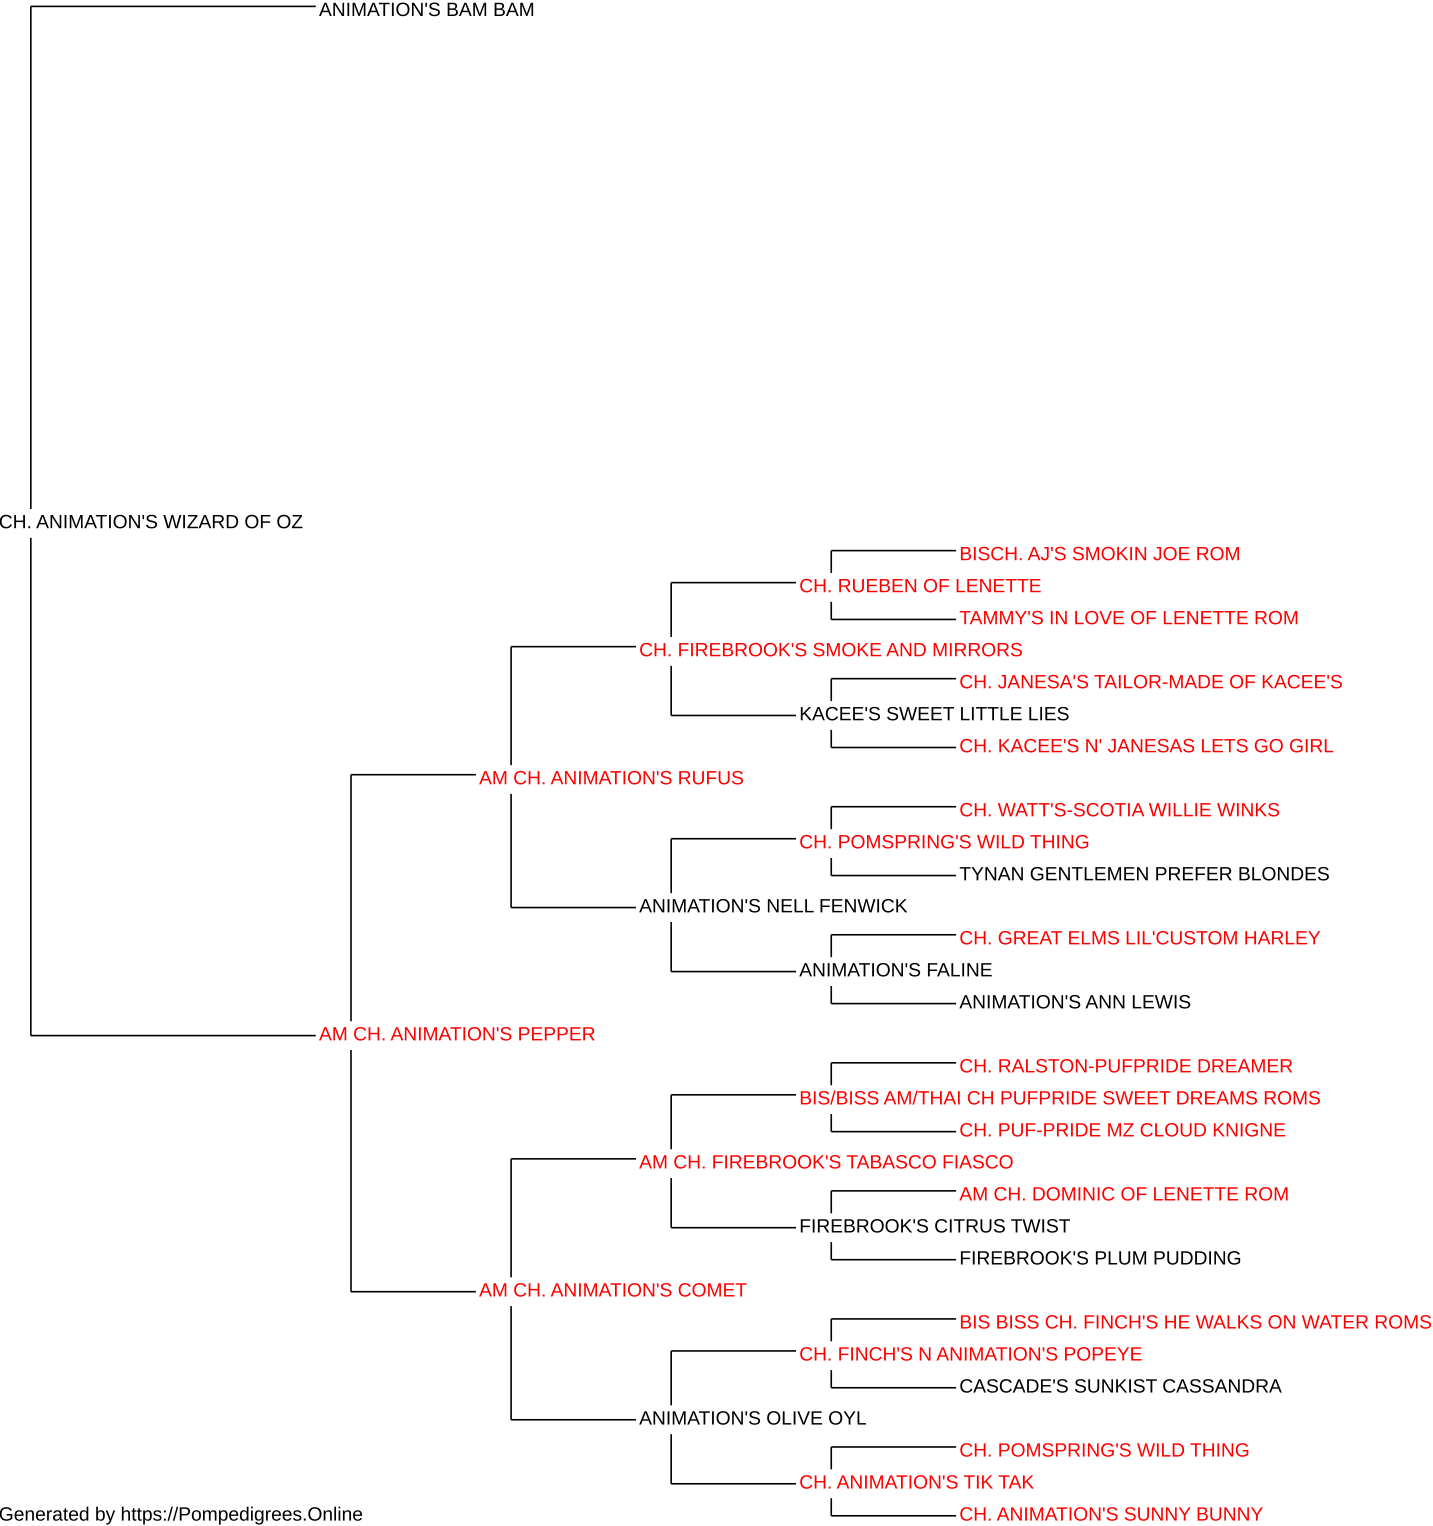 ANIMATION'S BAM BAM
CH. ANIMATION'S WIZARD OF OZ
BISCH. AJ'S SMOKIN JOE ROM
CH. RUEBEN OF LENETTE
TAMMY'S IN LOVE OF LENETTE ROM
CH. FIREBROOK'S SMOKE AND MIRRORS
CH. JANESA'S TAILOR-MADE OF KACEE'S
KACEE'S SWEET LITTLE LIES
CH. KACEE'S N' JANESAS LETS GO GIRL
AM CH. ANIMATION'S RUFUS
CH. WATT'S-SCOTIA WILLIE WINKS
CH. POMSPRING'S WILD THING
TYNAN GENTLEMEN PREFER BLONDES
ANIMATION'S NELL FENWICK
CH. GREAT ELMS LIL'CUSTOM HARLEY
ANIMATION'S FALINE
ANIMATION'S ANN LEWIS
AM CH. ANIMATION'S PEPPER
CH. RALSTON-PUFPRIDE DREAMER
BIS/BISS AM/THAI CH PUFPRIDE SWEET DREAMS ROMS
CH. PUF-PRIDE MZ CLOUD KNIGNE
AM CH. FIREBROOK'S TABASCO FIASCO
AM CH. DOMINIC OF LENETTE ROM
FIREBROOK'S CITRUS TWIST
FIREBROOK'S PLUM PUDDING
AM CH. ANIMATION'S COMET
BIS BISS CH. FINCH'S HE WALKS ON WATER ROMS
CH. FINCH'S N ANIMATION'S POPEYE
CASCADE'S SUNKIST CASSANDRA
ANIMATION'S OLIVE OYL
CH. POMSPRING'S WILD THING
CH. ANIMATION'S TIK TAK
CH. ANIMATION'S SUNNY BUNNY
Generated by https://Pompedigrees.Online